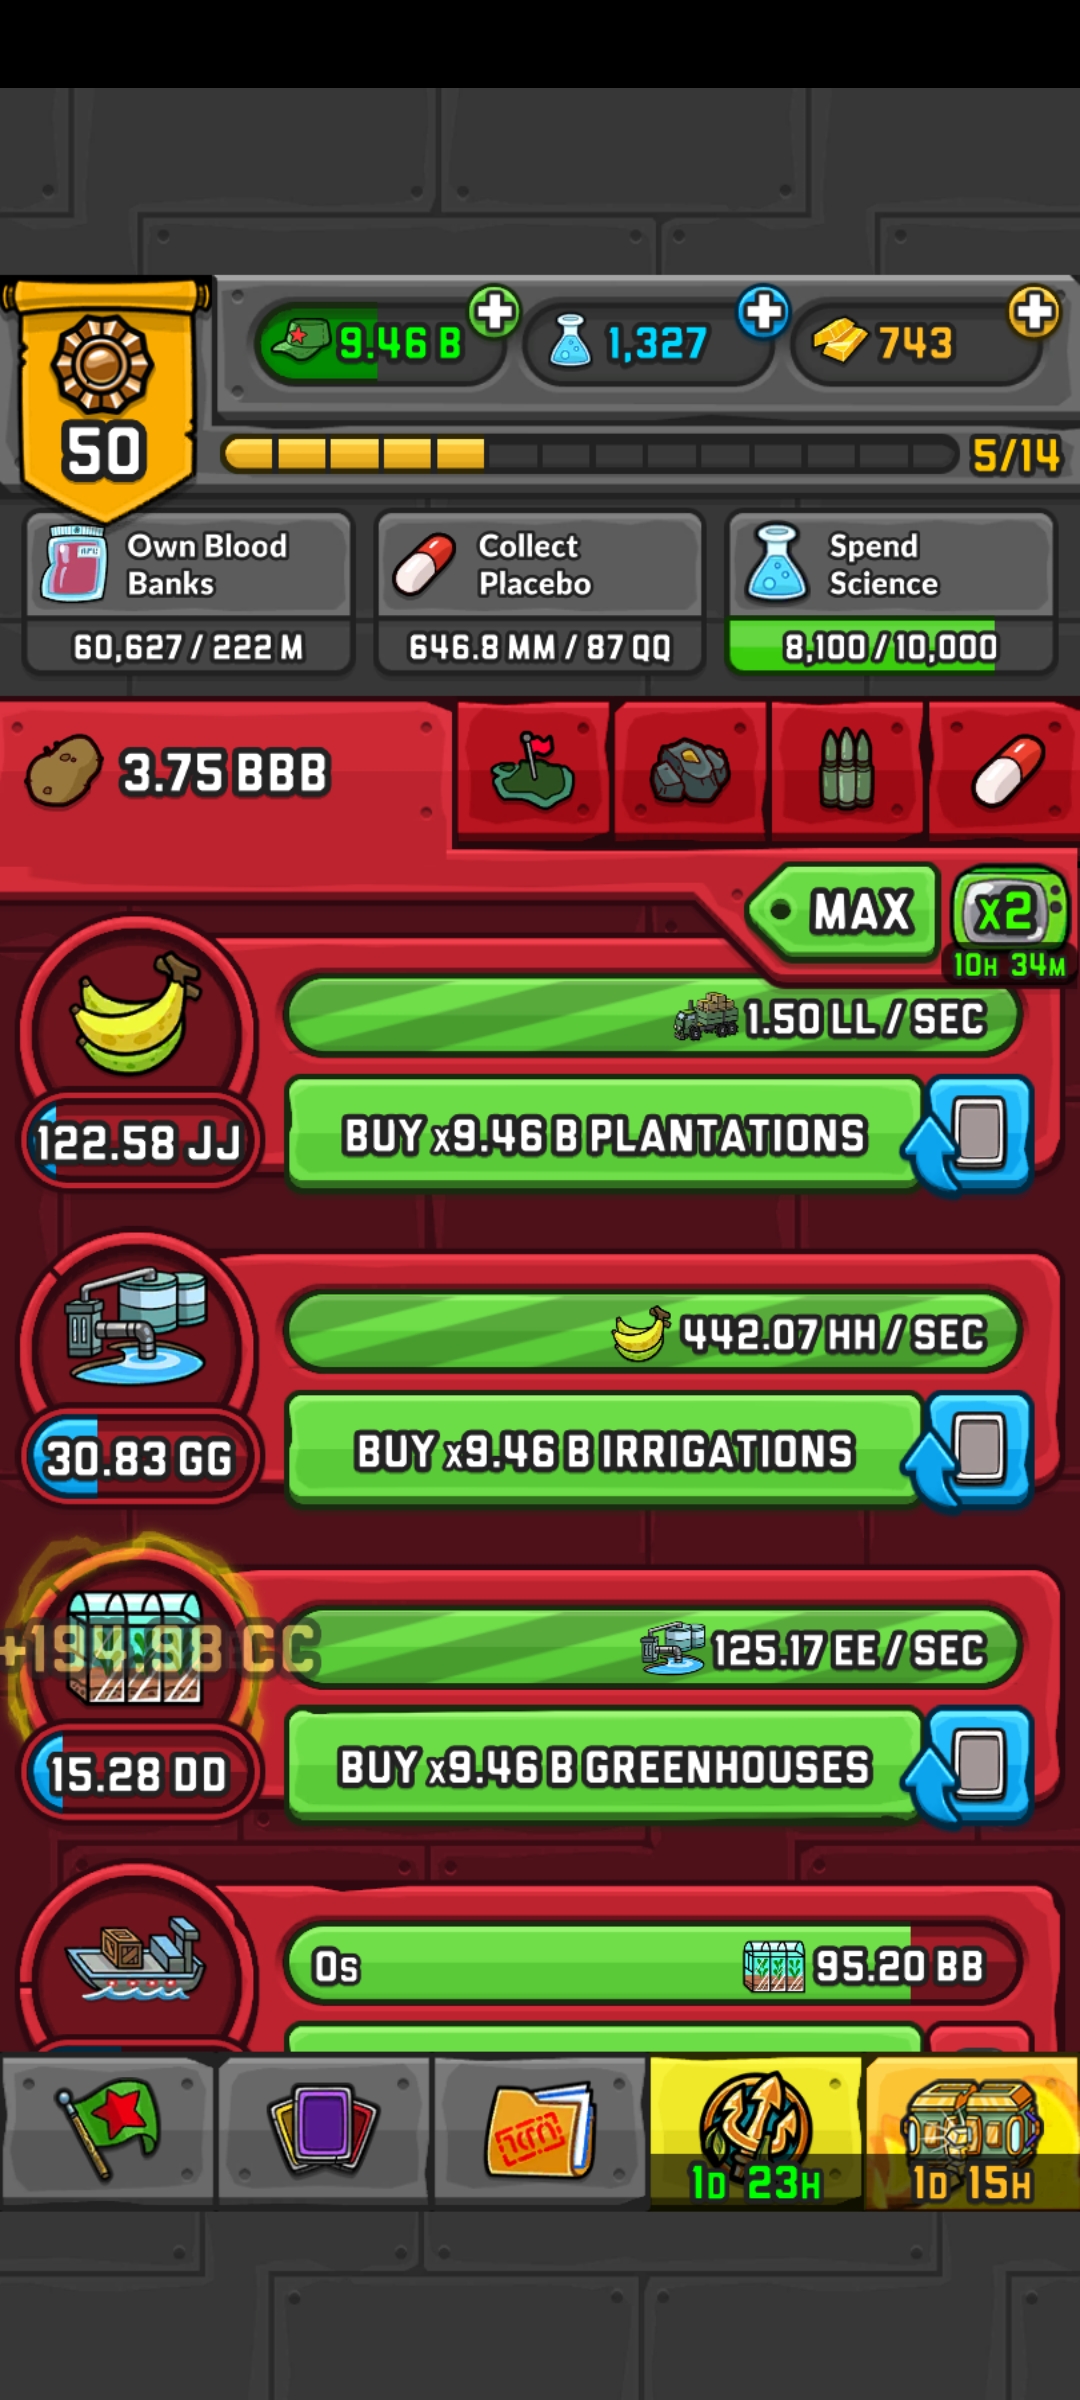 9.46 B
1,327
743
50
5/14
Own Blood
Banks
60,627 / 222 M
Collect
Placebo
646.8 MM / 87 QQ
Spend
Science
8,100 / 10,000
3.75 BBB
MAX
x2
10H 34M
1.50 LL / SEC
122.58 JJ
BUY x9.46 B PLANTATIONS
442.07 HH / SEC
30.83 GG
BUY x9.46 B IRRIGATIONS
+194.98 CC
125.17 EE / SEC
15.28 DD
BUY x9.46 B GREENHOUSES
0s
95.20 BB
1D 23H
1D 15H